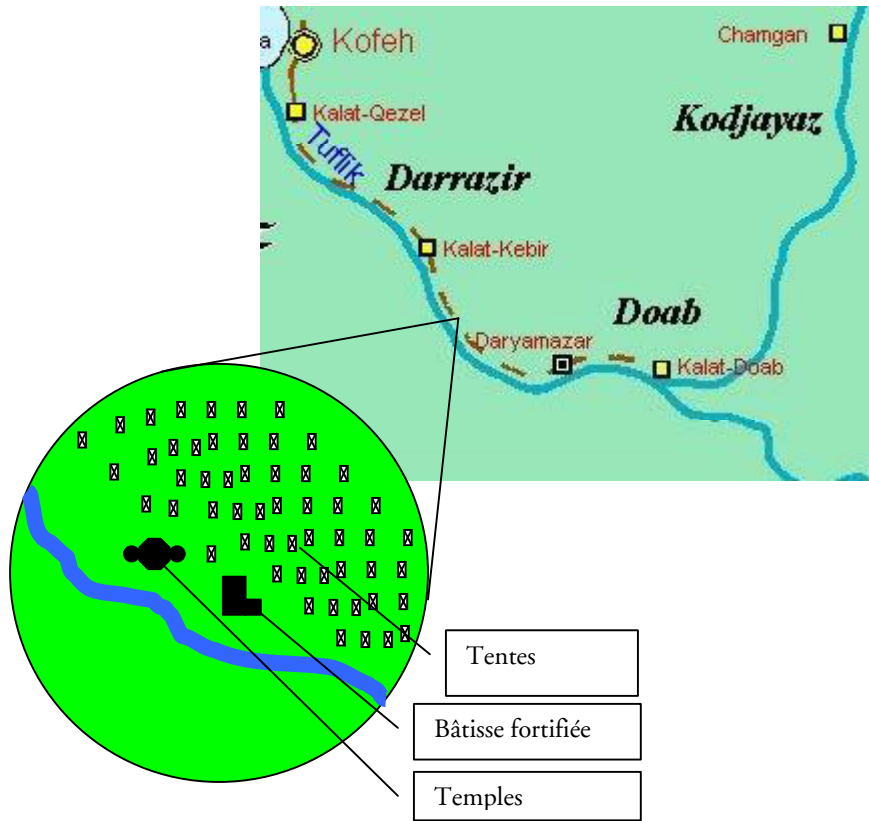 a
Kofeh
Chamgan
Kalat-Qezel
Kodjayaz
Tuflik
Darrazir
Kalat-Kebir
Doab
Daryamazar
Kalat-Doab
Tentes
Bâtisse fortifiée
Temples